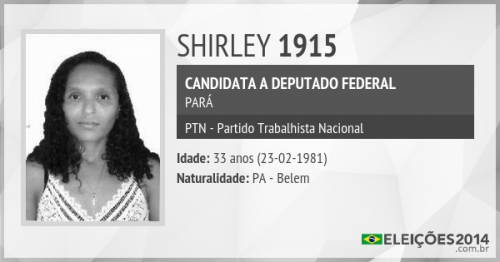 SHIRLEY 1915
CANDIDATA A DEPUTADO FEDERAL
PARÁ
PTN - Partido Trabalhista Nacional
Idade: 33 anos (23-02-1981)
Naturalidade: PA - Belem
ELEIÇÕES2014
.com.br